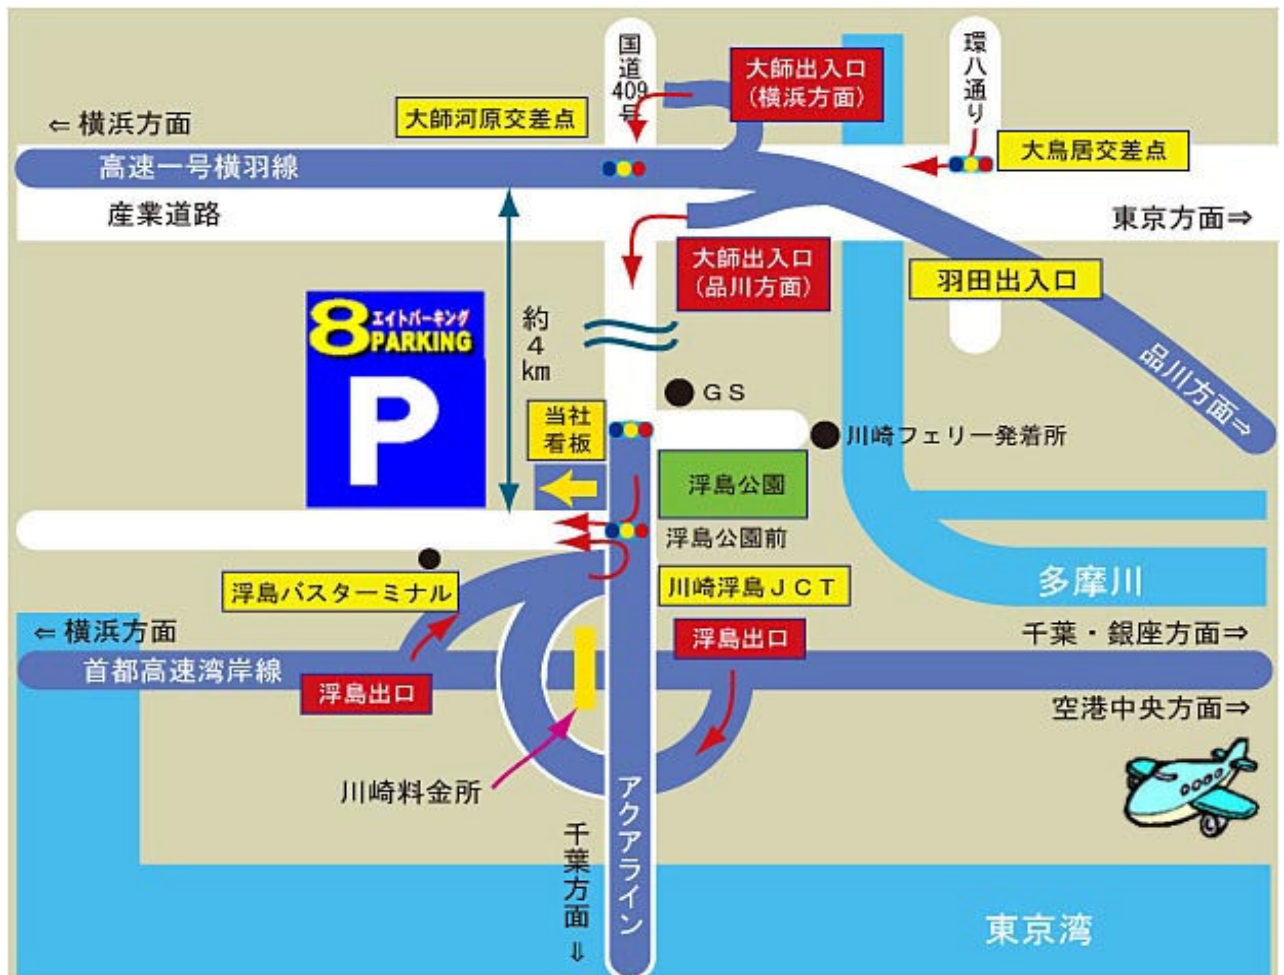 国道409号
大師出入口
(横浜方面)
環八通り
⇐ 横浜方面
大師河原交差点
高速一号横羽線
大鳥居交差点
産業道路
東京方面⇒
大師出入口
(品川方面)
羽田出入口
8 エイトパーキング
PARKING
P
約4km
品川方面⇒
GS
当社
看板
川崎フェリー発着所
浮島公園
浮島公園前
浮島バスターミナル
川崎浮島JCT
多摩川
⇐ 横浜方面
浮島出口
千葉・銀座方面⇒
首都高速湾岸線
浮島出口
空港中央方面⇒
川崎料金所
アクアライン
千葉方面⇒
東京湾